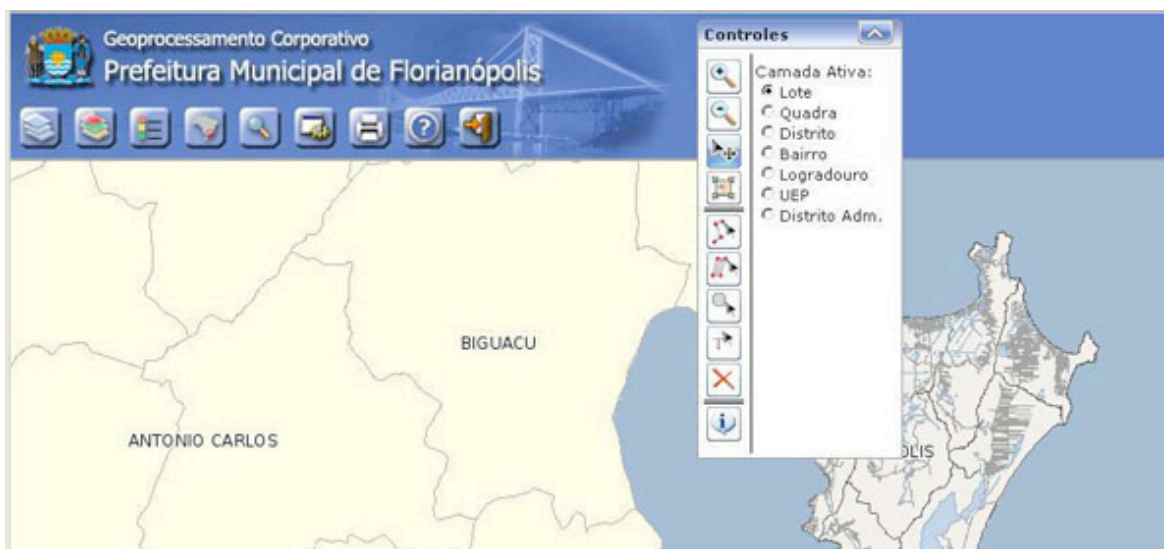 Geoprocessamento Corporativo
Prefeitura Municipal de Florianópolis
Controles
Camada Ativa:
Lote
Quadra
Distrito
Bairro
Logradouro
UEP
Distrito Adm.
BIGUACU
ANTONIO CARLOS
OLIS